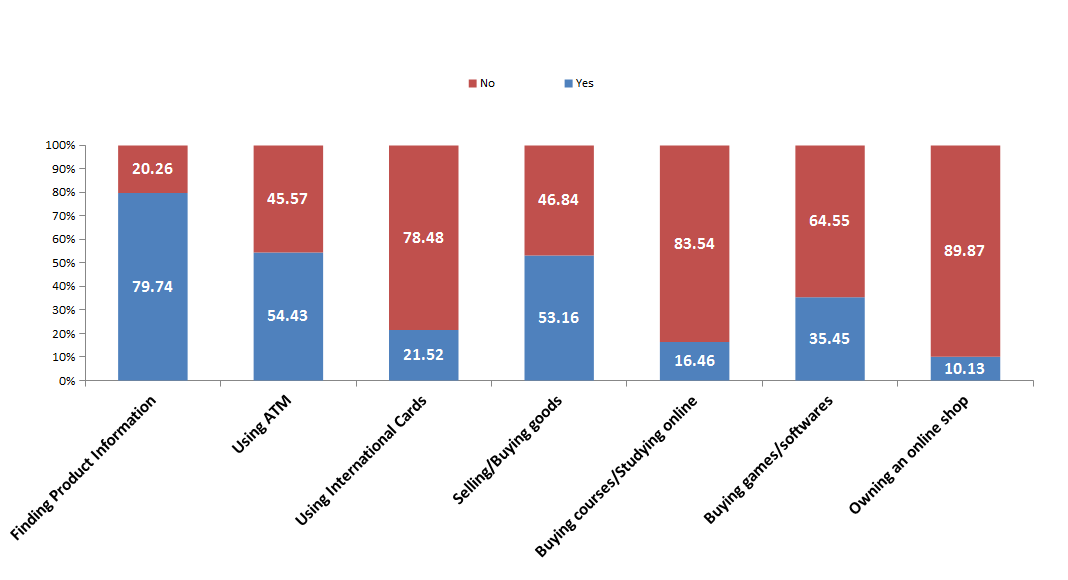 No Yes
100%
90%
80%
70%
60%
50%
40%
30%
20%
10%
0%
20.26 45.57 78.48 46.84 83.54 64.55 89.87
79.74 54.43 21.52 53.16 16.46 35.45 10.13
Finding Product Information
Using ATM
Using International Cards
Selling/Buying goods
Buying courses/Studying online
Buying games/softwares
Owning an online shop